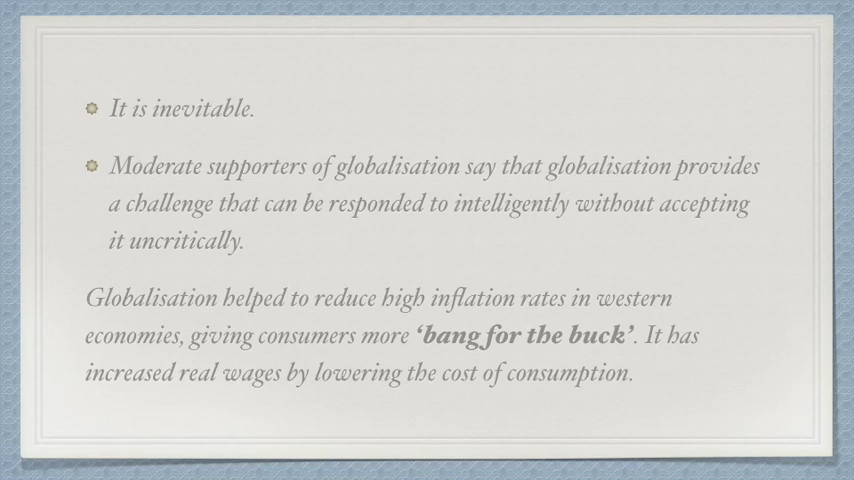 It is inevitable.
Moderate supporters of globalisation say that globalisation provides
a challenge that can be responded to intelligently without accepting
it uncritically.
Globalisation helped to reduce high inflation rates in western
economies, giving consumers more ‘bang for the buck’. It has
increased real wages by lowering the cost of consumption.